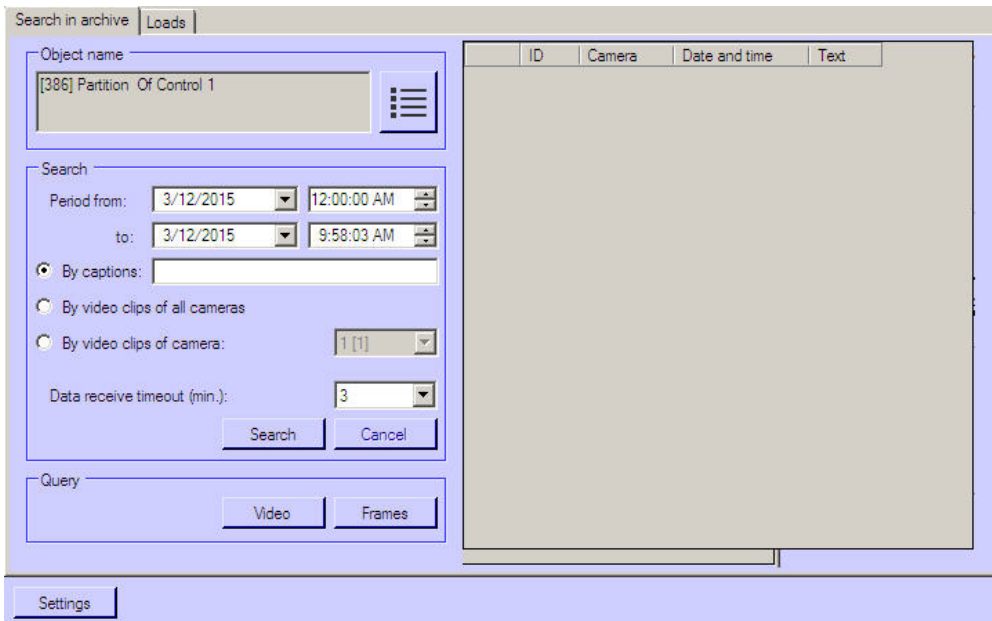 Search in archive Loads
Object name
[386] Partition Of Control 1
Search
Period from: 3/12/2015 12:00:00 AM
to: 3/12/2015 9:58:03 AM
By captions:
By video clips of all cameras
By video clips of camera: 1 [1]
Data receive timeout (min.): 3
Search Cancel
Query
Video Frames
ID Camera Date and time Text
Settings